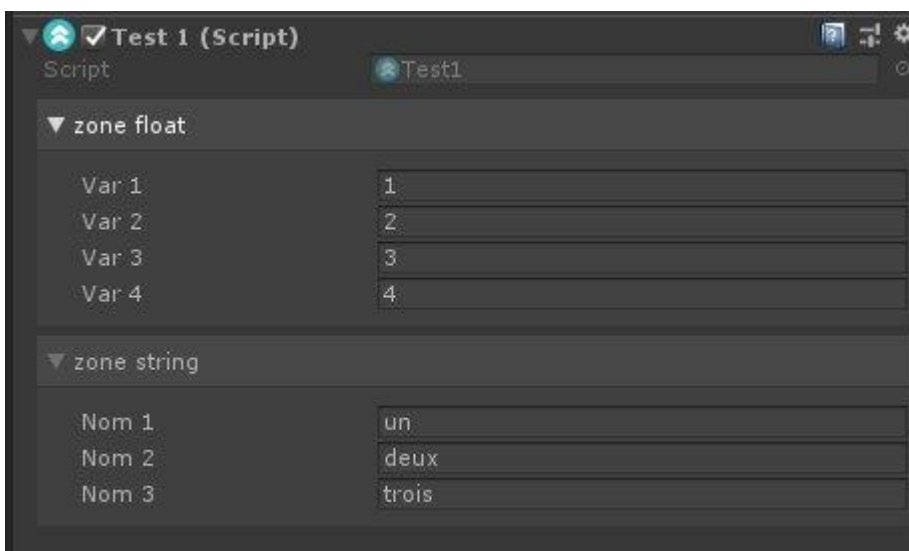 Test 1 (Script)
Script Test1
zone float
Var 1 1
Var 2 2
Var 3 3
Var 4 4
zone string
Nom 1 un
Nom 2 deux
Nom 3 trois